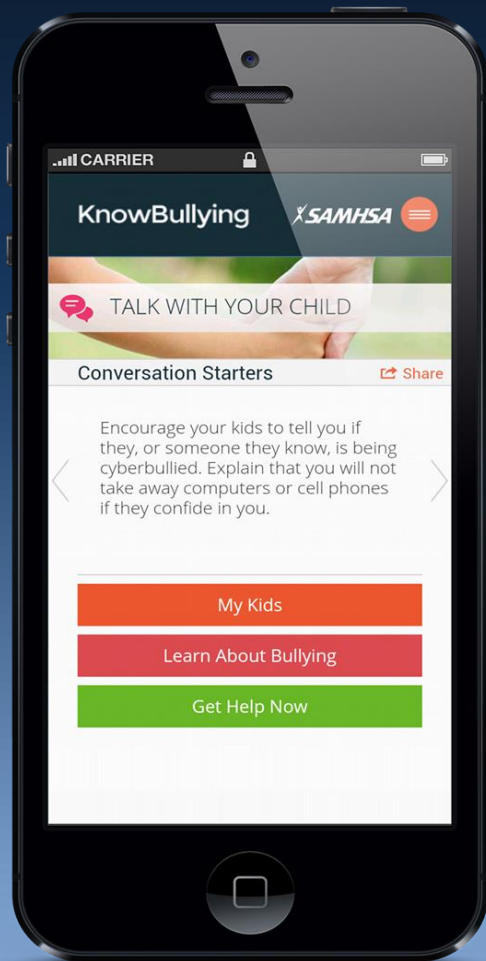 CARRIER
KnowBullying SAMHSA
TALK WITH YOUR CHILD
Conversation Starters Share
Encourage your kids to tell you if
they, or someone they know, is being
cyberbullied. Explain that you will not
take away computers or cell phones
if they confide in you.
My Kids
Learn About Bullying
Get Help Now